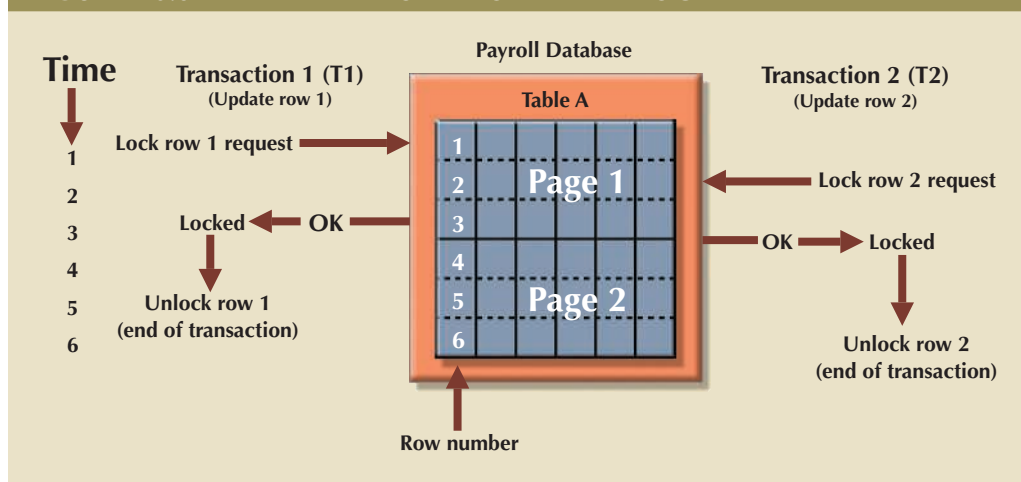 Payroll Database
Time
Transaction 1 (T1)
(Update row 1)
Table A
Transaction 2 (T2)
(Update row 2)
Lock row 1 request
Lock row 2 request
1
2
3
4
5
6
1
2
3
4
5
6
Page 1
Page 2
Locked
OK
OK
Locked
Unlock row 1
(end of transaction)
Unlock row 2
(end of transaction)
Row number